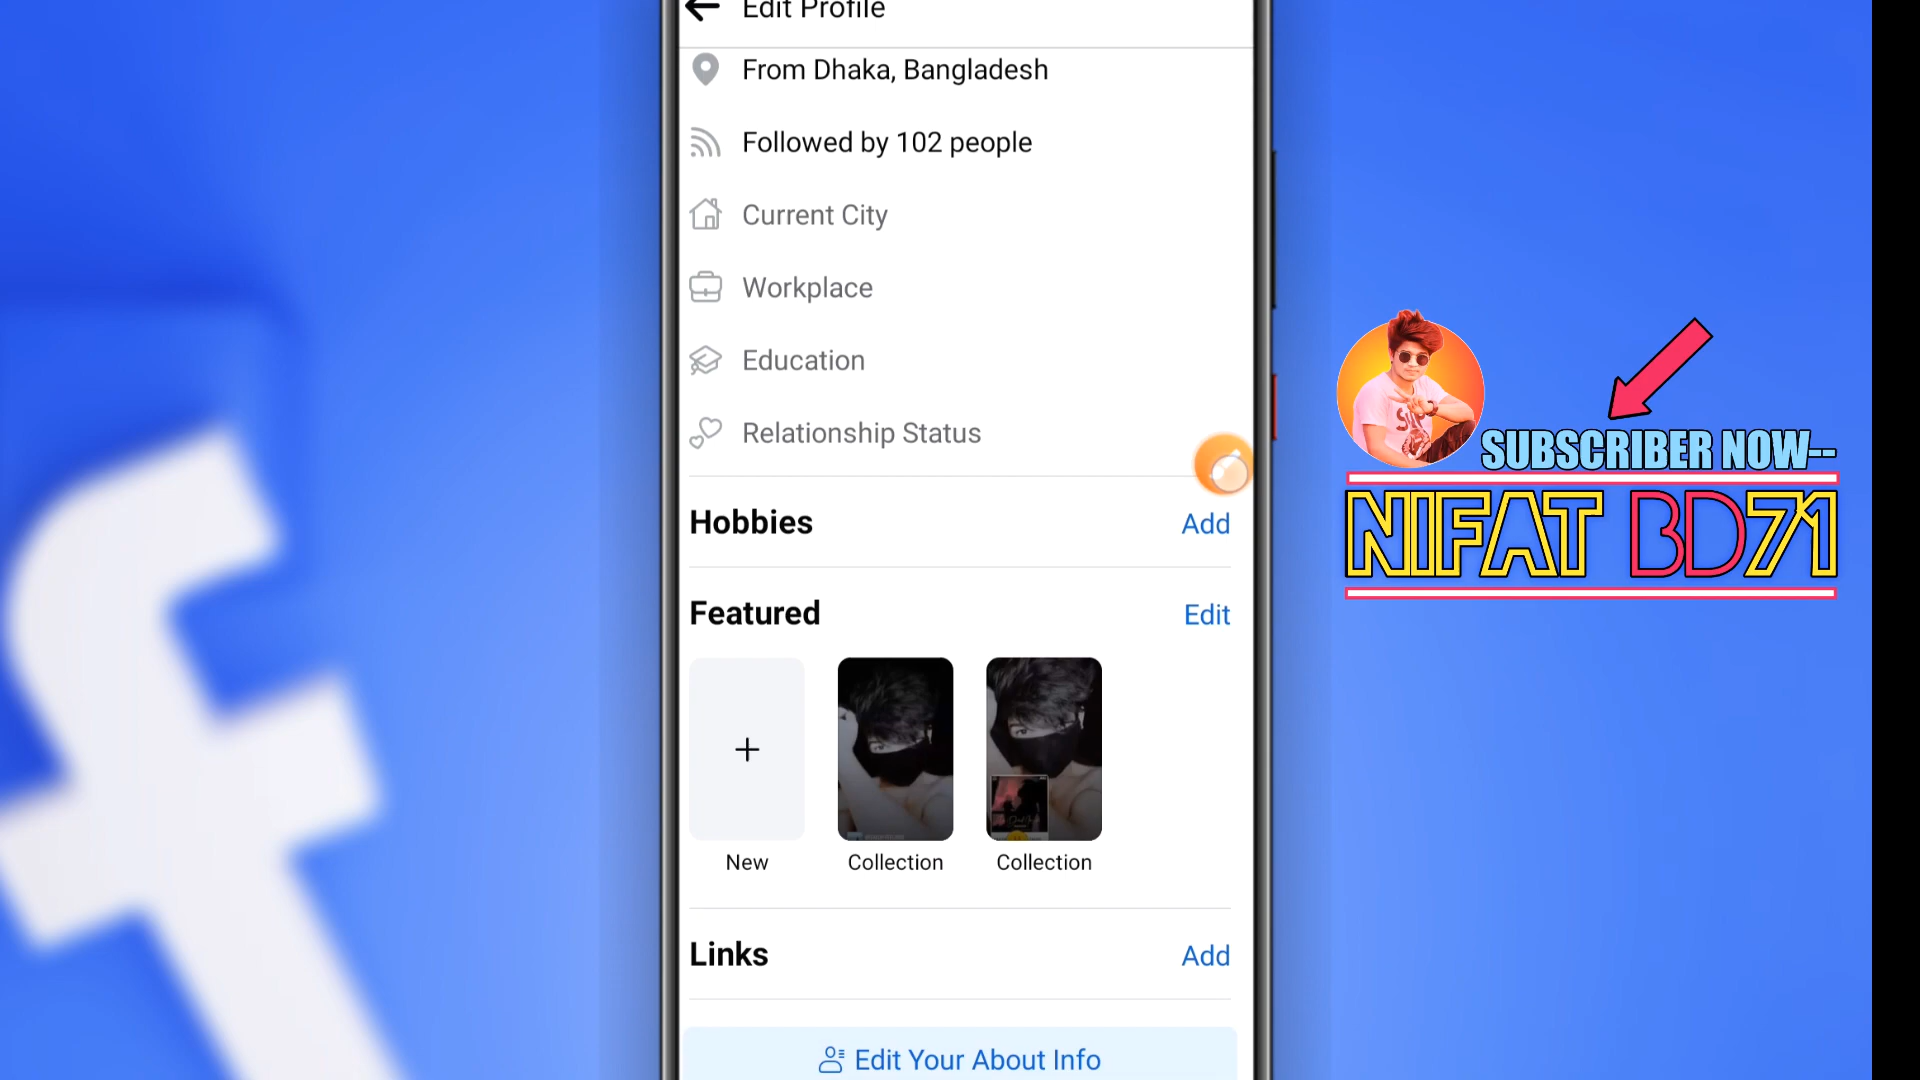 Edit Profile
From Dhaka, Bangladesh
Followed by 102 people
Current City
Workplace
Education
Relationship Status
Hobbies
Add
Featured
Edit
New
Collection
Collection
Links
Add
Edit Your About Info
SUBSCRIBER NOW--
NIFAT BD71